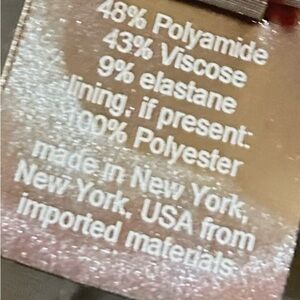 48% Polyamide
43% Viscose
9% elastane
lining, if present:
100% Polyester
made in New York,
New York, USA from
imported materials